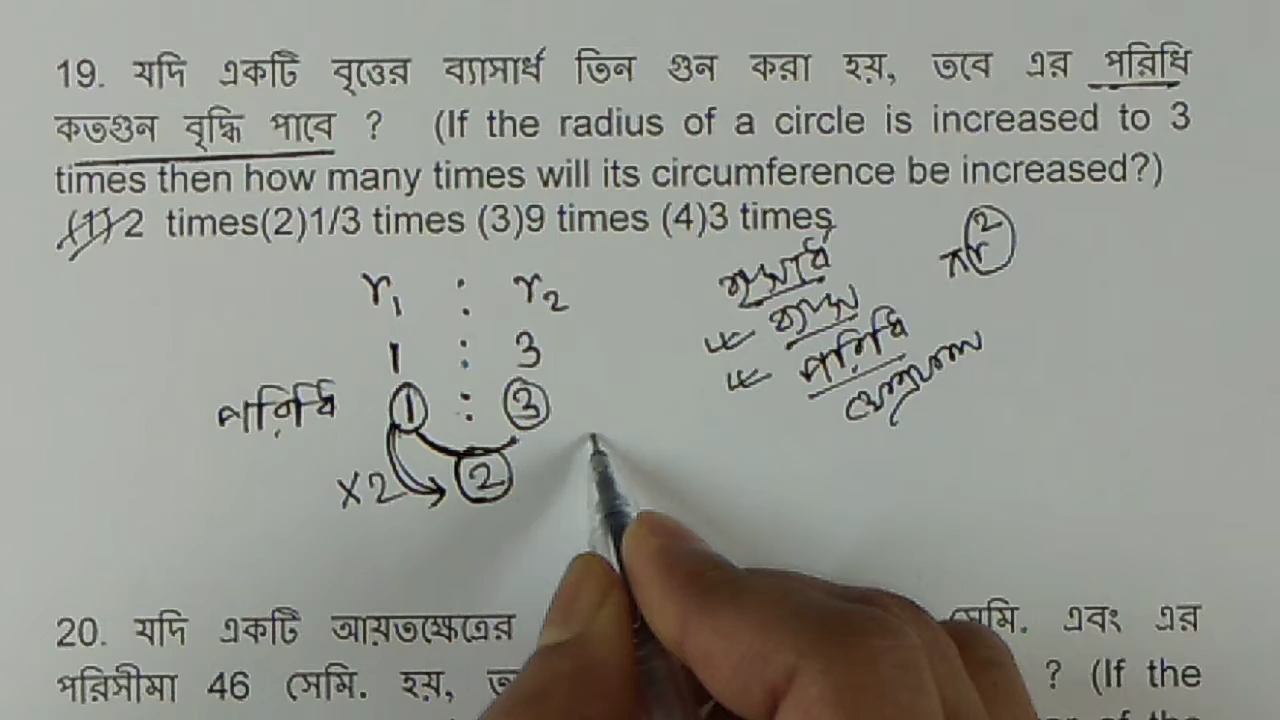 19. যদি একটি বৃত্তের ব্যাসার্ধ তিন গুন করা হয়, তবে এর পরিধি
কতগুন বৃদ্ধি পাবে ? (If the radius of a circle is increased to 3
times then how many times will its circumference be increased?)
(1) 2 times(2)1/3 times (3)9 times (4)3 times
r₁ : r₂
1 : 3
পরিধি 1 : 3
×2 2
πr²
ব্যাসার্ধ
ব্যাস
পরিধি
ক্ষেত্রফল
20. যদি একটি আয়তক্ষেত্রের সেমি. এবং এর
পরিসীমা 46 সেমি. হয়, ? (If the